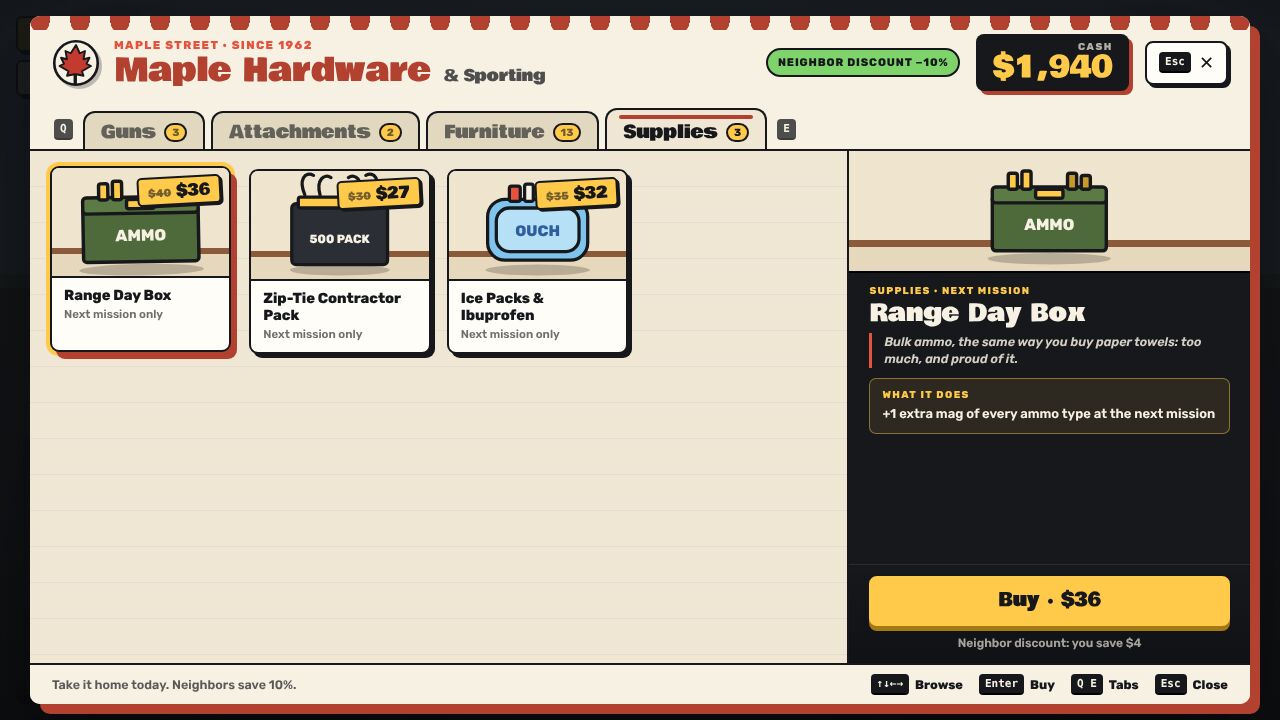 MAPLE STREET · SINCE 1962
Maple Hardware & Sporting
NEIGHBOR DISCOUNT −10%
CASH
$1,940
Esc ✕
Q
Guns 3
Attachments 2
Furniture 13
Supplies 3
E
$40 $36
AMMO
Range Day Box
Next mission only
$30 $27
500 PACK
Zip-Tie Contractor
Pack
Next mission only
$35 $32
OUCH
Ice Packs &
Ibuprofen
Next mission only
AMMO
SUPPLIES · NEXT MISSION
Range Day Box
Bulk ammo, the same way you buy paper towels: too
much, and proud of it.
WHAT IT DOES
+1 extra mag of every ammo type at the next mission
Buy · $36
Neighbor discount: you save $4
Take it home today. Neighbors save 10%.
↑↓←→ Browse Enter Buy Q E Tabs Esc Close